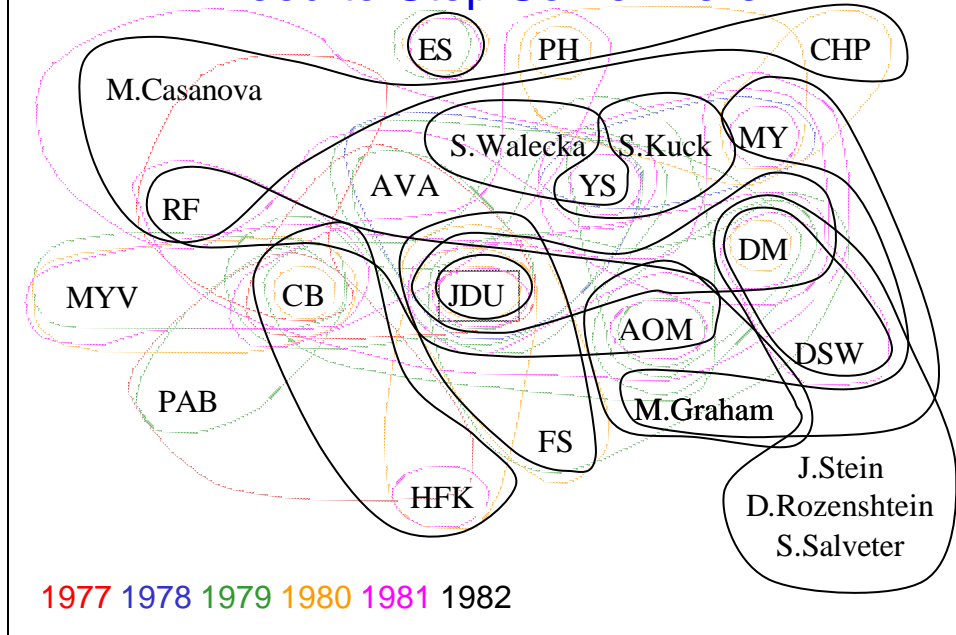 ES PH CHP
M.Casanova
S.Walecka S.Kuck MY
AVA YS
RF
DM
MYV CB JDU
AOM
DSW
PAB
M.Graham
FS
J.Stein
HFK
D.Rozenshtein
S.Salveter
1977 1978 1979 1980 1981 1982